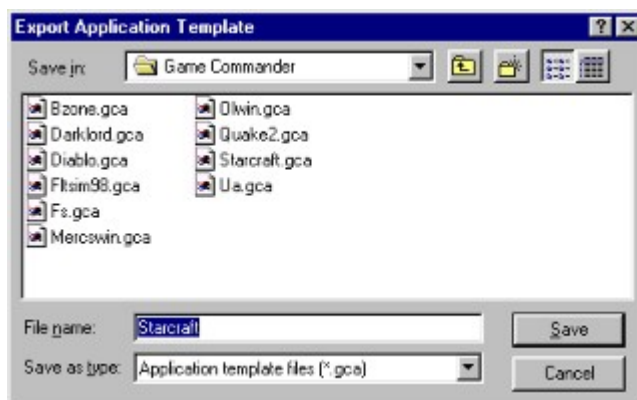 Export Application Template
Save in: Game Commander
Bzone.gca
Darklord.gca
Diablo.gca
Fltsim98.gca
Fs.gca
Mercswin.gca
Olwin.gca
Quake2.gca
Starcraft.gca
Ua.gca
File name: Starcraft
Save
Save as type: Application template files (*.gca)
Cancel